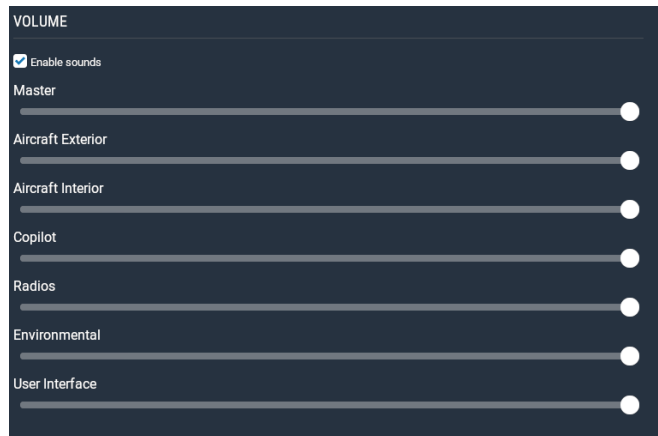 VOLUME
Enable sounds
Master
Aircraft Exterior
Aircraft Interior
Copilot
Radios
Environmental
User Interface